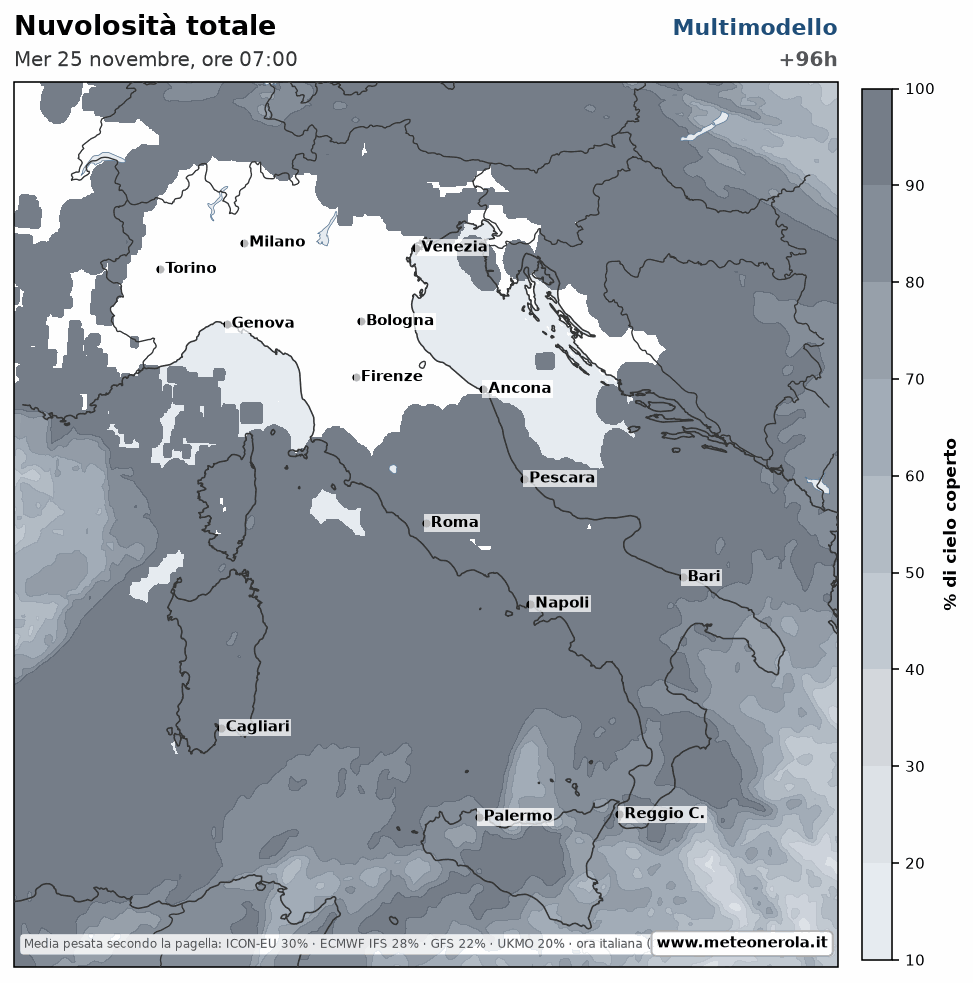 Nuvolosità totale
Multimodello
Mer 25 novembre, ore 07:00
+96h
100
90
80
70
60
50
40
30
20
10
% di cielo coperto
Milano
Venezia
Torino
Genova
Bologna
Firenze
Ancona
Pescara
Roma
Bari
Napoli
Cagliari
Palermo
Reggio C.
Media pesata secondo la pagella: ICON-EU 30% · ECMWF IFS 28% · GFS 22% · UKMO 20% · ora italiana (
www.meteonerola.it